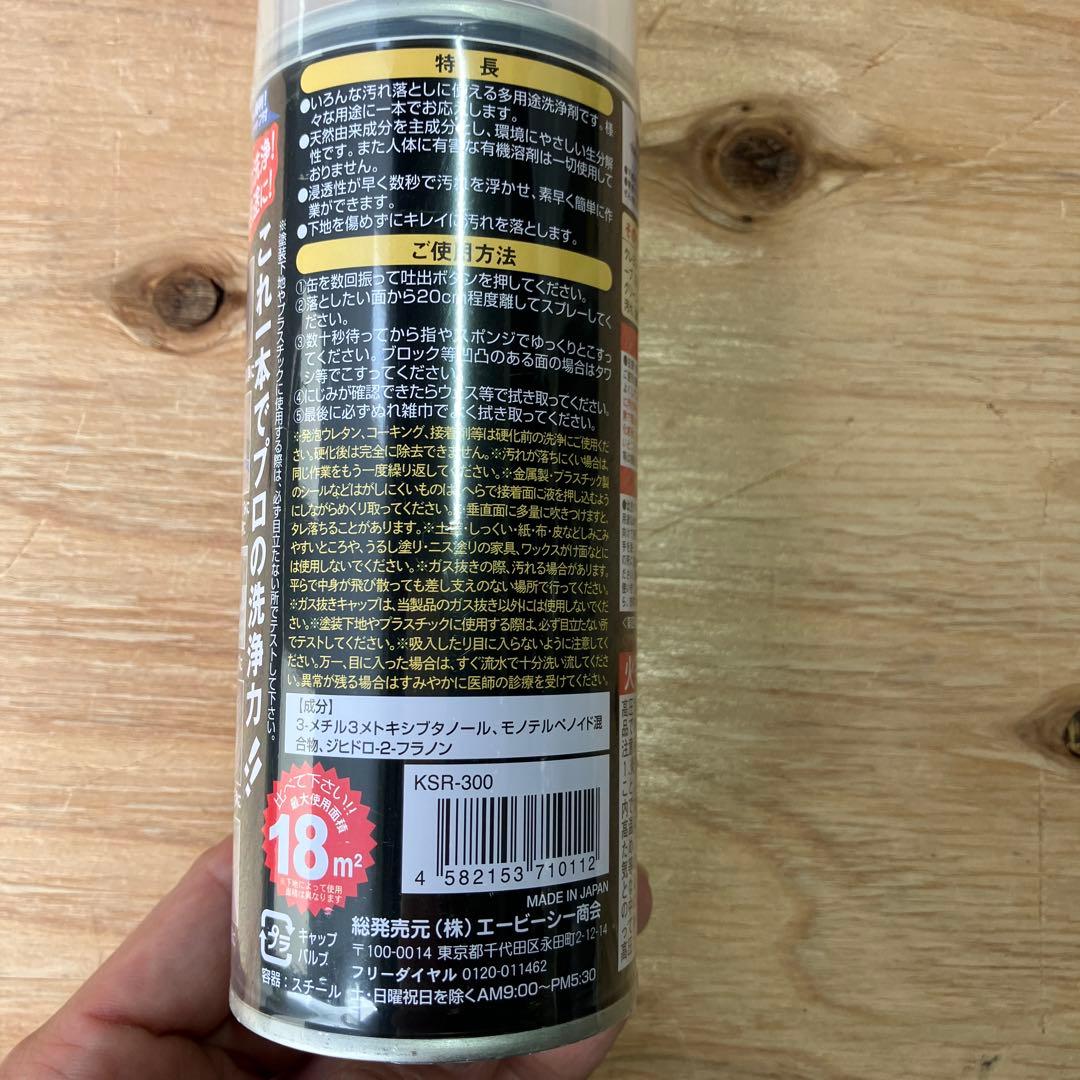 特長
●いろんな汚れ落としに使える多用途洗浄剤です。様
々な用途に一本でお応えします。
●天然由来成分を主成分とし、環境にやさしい生分解
性です。また人体に有害な有機溶剤は一切使用して
おりません。
●浸透性が早く数秒で汚れを浮かせ、素早く簡単に作
業ができます。
●下地を傷めずにキレイに汚れを落とします。
ご使用方法
①缶を数回振って吐出ボタンを押してください。
②落としたい面から20cm程度離してスプレーしてく
ださい。
③数十秒待ってから指やスポンジでゆっくりとこすっ
てください。ブロック等凹凸のある面の場合はタワ
シ等でこすってください。
④にじみが確認できたらウエス等で拭き取ってください。
⑤最後に必ずぬれ雑巾でよく拭き取ってください。
※発泡ウレタン、コーキング、接着剤等は硬化前の洗浄にご使用くだ
さい。硬化後は完全に除去できません。※汚れが落ちにくい場合は、
同じ作業をもう一度繰り返してください。※金属製・プラスチック製
のシールなどはがしにくいものは、へらで接着面に液を押し込むよう
にしながらめくり取ってください。※垂直面に多量に吹きつけますと、
タレ落ちることがあります。※土壁・しっくい・紙・布・皮などしみこみ
やすいところや、うるし塗り・ニス塗りの家具、ワックスがけ面などに
は使用しないでください。※ガス抜きの際、汚れる場合があります。
平らで中身が飛び散っても差し支えのない場所で行ってください。
※ガス抜きキャップは、当製品のガス抜き以外には使用しないでくだ
さい。※塗装下地やプラスチックに使用する際は、必ず目立たない所
でテストしてください。※吸入したり目に入らないように注意してくだ
さい。万一、目に入った場合は、すぐ流水で十分洗い流してくださ
い。異常が残る場合はすみやかに医師の診療を受けてください。
【成分】
3-メチル3メトキシブタノール、モノテルペノイド混
合物、ジヒドロ-2-フラノン
KSR-300
4 582153 710112
MADE IN JAPAN
総発売元(株)エービーシー商会
〒100-0014 東京都千代田区永田町2-12-14
フリーダイヤル 0120-011462
土・日曜祝日を除くAM9:00〜PM5:30
比べて下さい!!
最大使用面積
18m²
※下地によって使用
面積は異なります
プラ
キャップ
バルブ
容器:スチール
これ一本でプロの洗浄力!!
※塗装下地やプラスチックに使用する際は、必ず目立たない所でテストして下さい。